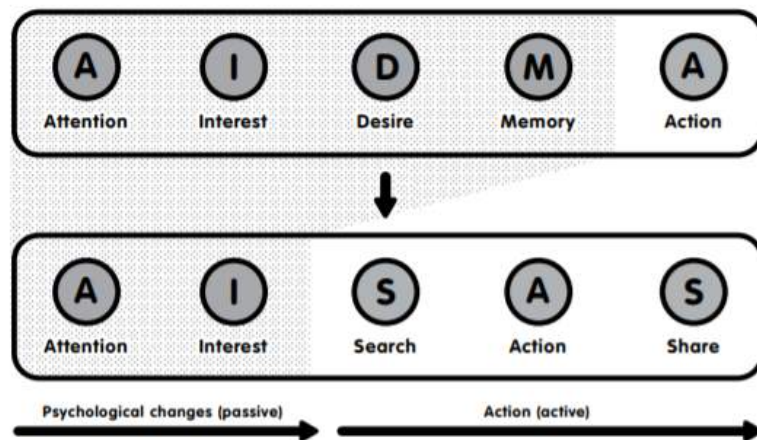 A I D M A
Attention Interest Desire Memory Action
A I S A S
Attention Interest Search Action Share
Psychological changes (passive) Action (active)